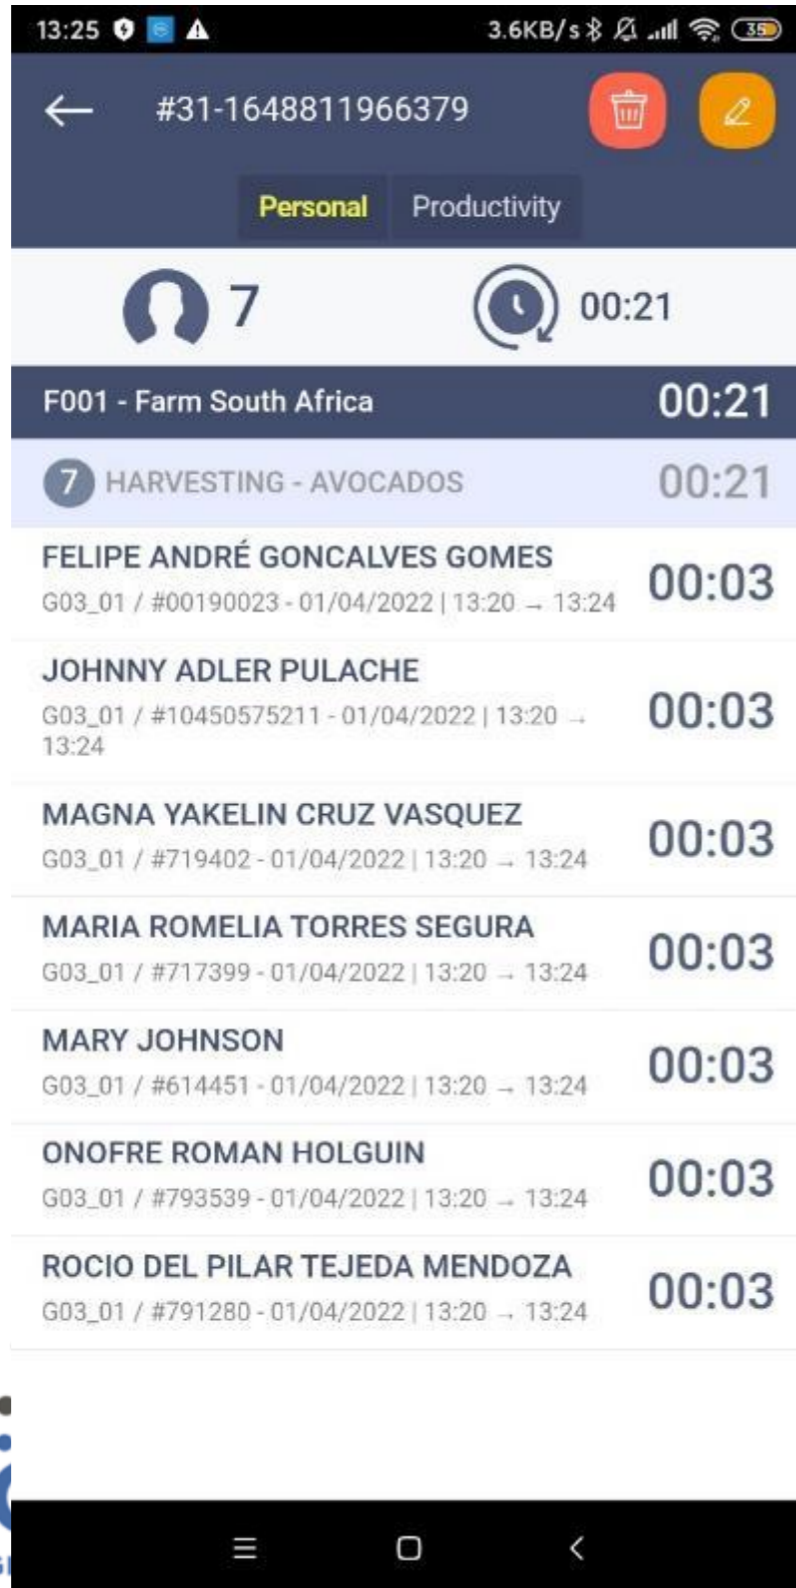 13:25 3.6KB/s 35
#31-1648811966379
Personal Productivity
7 00:21
F001 - Farm South Africa 00:21
7 HARVESTING - AVOCADOS 00:21
FELIPE ANDRÉ GONCALVES GOMES 00:03
G03_01 / #00190023 - 01/04/2022 | 13:20 → 13:24
JOHNNY ADLER PULACHE 00:03
G03_01 / #10450575211 - 01/04/2022 | 13:20 →
13:24
MAGNA YAKELIN CRUZ VASQUEZ 00:03
G03_01 / #719402 - 01/04/2022 | 13:20 → 13:24
MARIA ROMELIA TORRES SEGURA 00:03
G03_01 / #717399 - 01/04/2022 | 13:20 → 13:24
MARY JOHNSON 00:03
G03_01 / #614451 - 01/04/2022 | 13:20 → 13:24
ONOFRE ROMAN HOLGUIN 00:03
G03_01 / #793539 - 01/04/2022 | 13:20 → 13:24
ROCIO DEL PILAR TEJEDA MENDOZA 00:03
G03_01 / #791280 - 01/04/2022 | 13:20 → 13:24